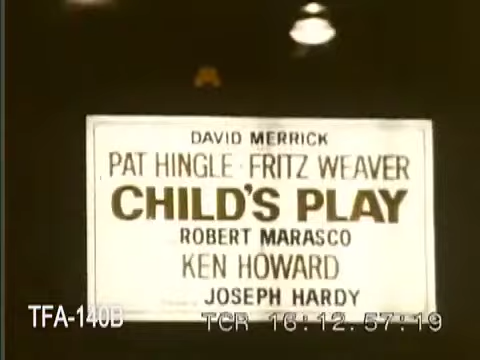 DAVID MERRICK
PAT HINGLE · FRITZ WEAVER
CHILD'S PLAY
ROBERT MARASCO
KEN HOWARD
JOSEPH HARDY
TFA-140B
TCR 16:12:57:19